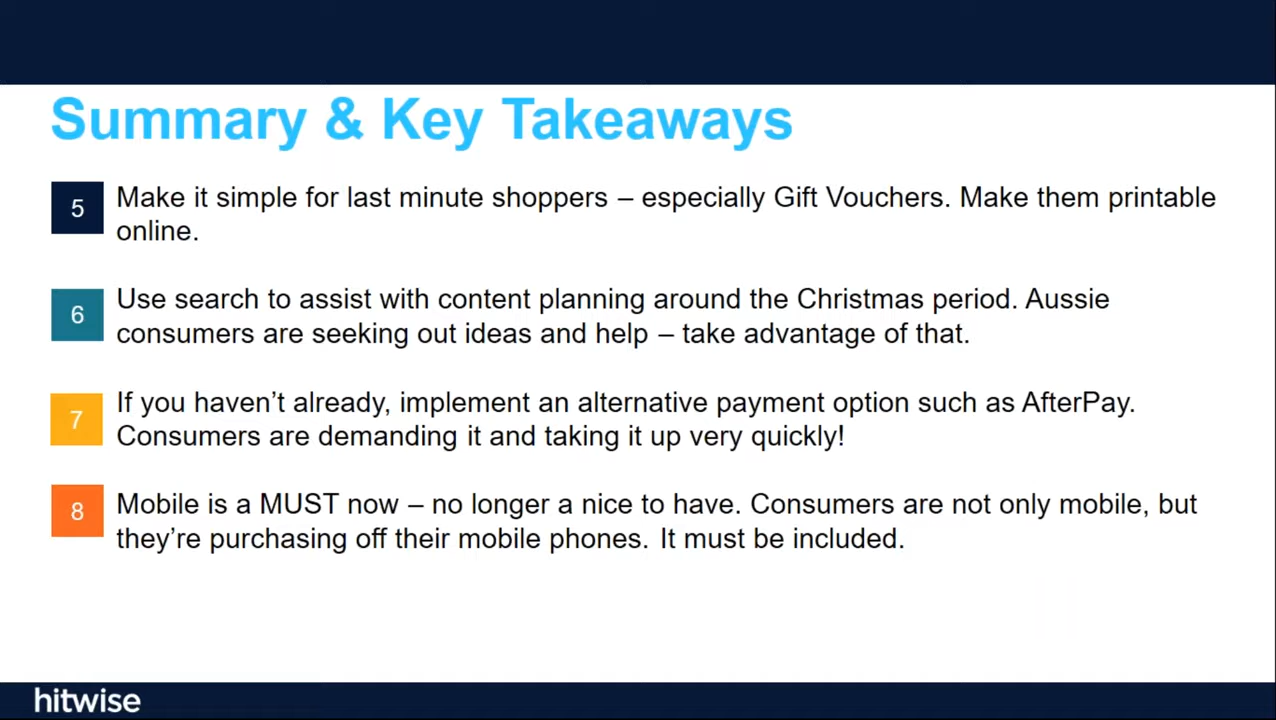 Summary & Key Takeaways
5
Make it simple for last minute shoppers – especially Gift Vouchers. Make them printable
online.
6
Use search to assist with content planning around the Christmas period. Aussie
consumers are seeking out ideas and help – take advantage of that.
7
If you haven’t already, implement an alternative payment option such as AfterPay.
Consumers are demanding it and taking it up very quickly!
8
Mobile is a MUST now – no longer a nice to have. Consumers are not only mobile, but
they’re purchasing off their mobile phones. It must be included.
hitwise